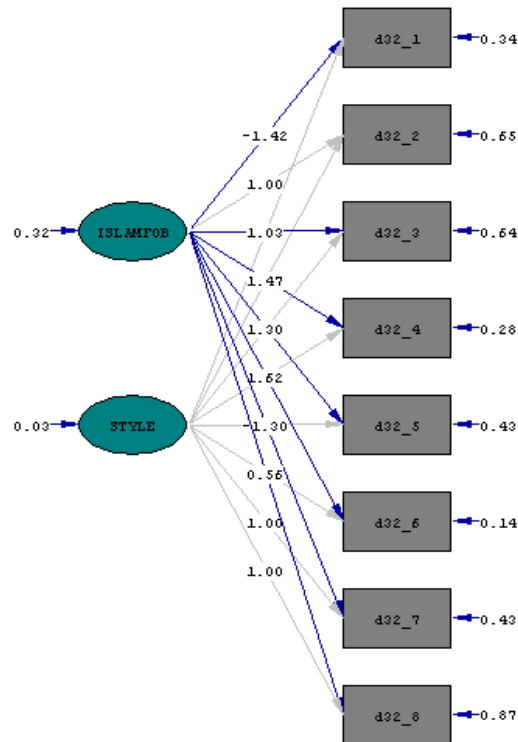 d32_1
0.34
-1.42
d32_2
0.65
1.00
0.32
ISLAMFOB
1.03
d32_3
0.64
1.47
1.30
d32_4
0.28
1.52
0.03
STYLE
-1.30
d32_5
0.43
0.56
1.00
d32_6
0.14
1.00
d32_7
0.43
d32_8
0.87